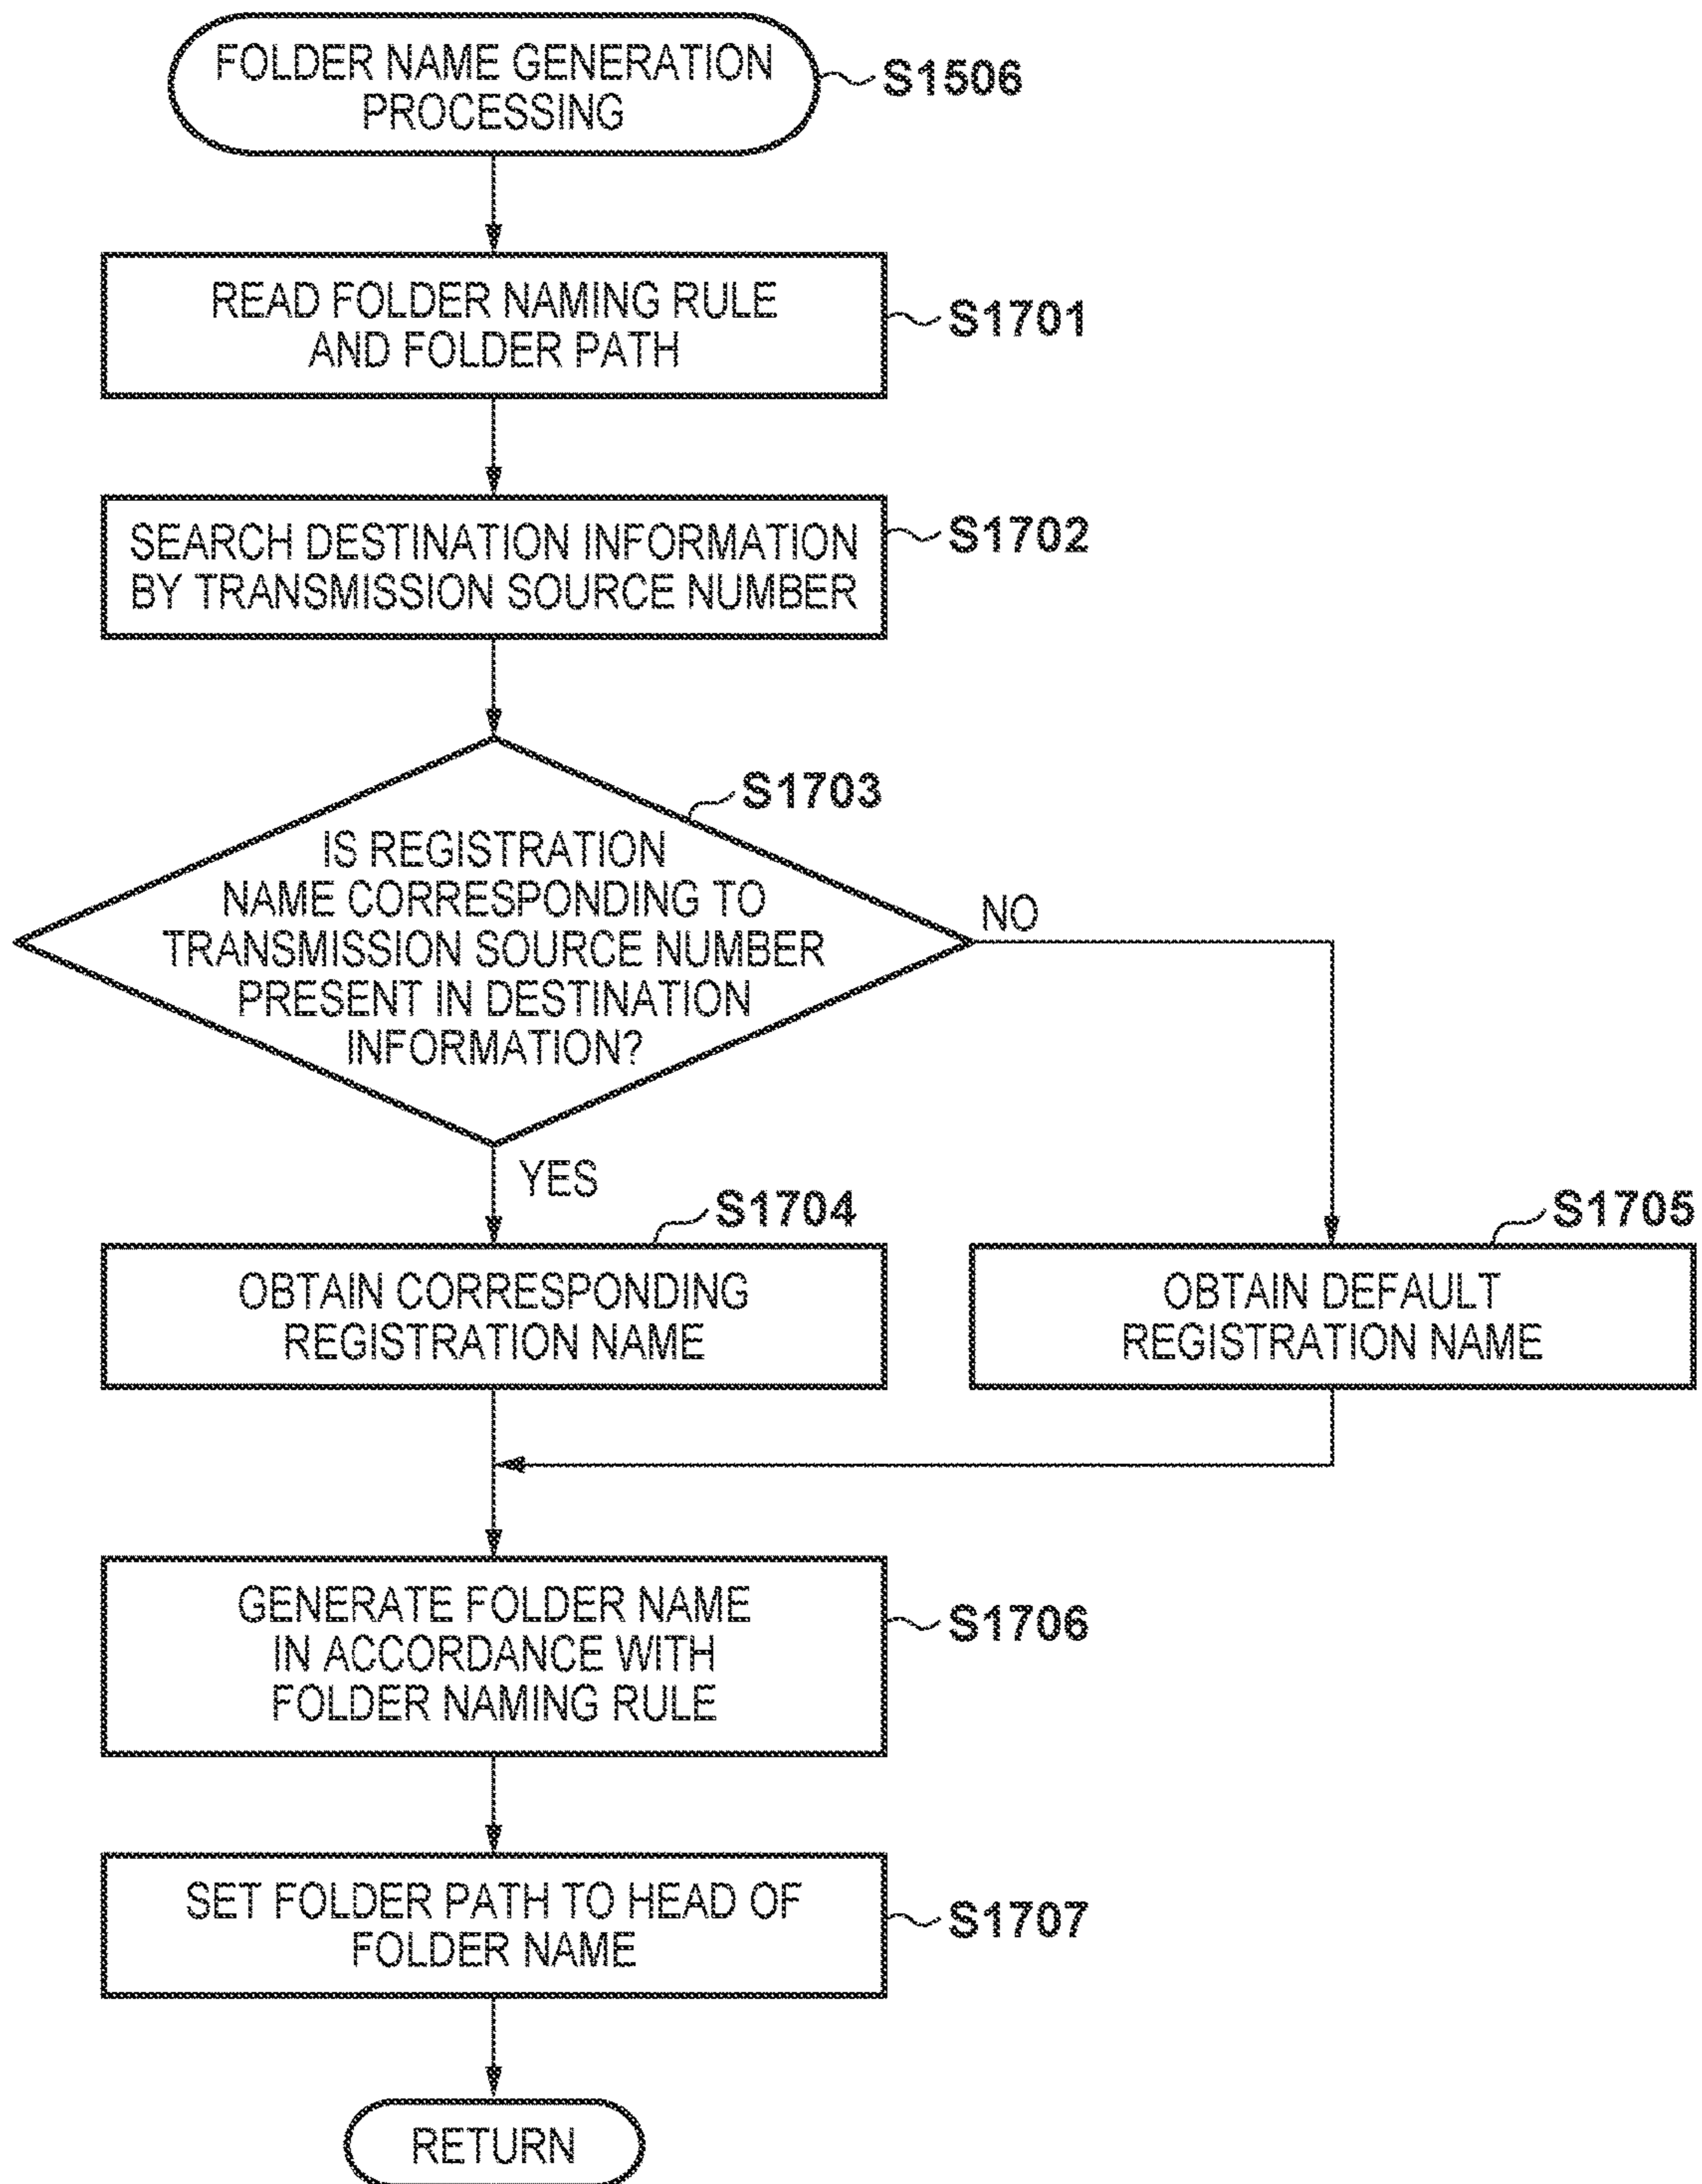 FOLDER NAME GENERATION
PROCESSING
S1506
READ FOLDER NAMING RULE
AND FOLDER PATH
S1701
SEARCH DESTINATION INFORMATION
BY TRANSMISSION SOURCE NUMBER
S1702
S1703
IS REGISTRATION
NAME CORRESPONDING TO
TRANSMISSION SOURCE NUMBER
PRESENT IN DESTINATION
INFORMATION?
NO
YES
S1704
OBTAIN CORRESPONDING
REGISTRATION NAME
S1705
OBTAIN DEFAULT
REGISTRATION NAME
GENERATE FOLDER NAME
IN ACCORDANCE WITH
FOLDER NAMING RULE
S1706
SET FOLDER PATH TO HEAD OF
FOLDER NAME
S1707
RETURN